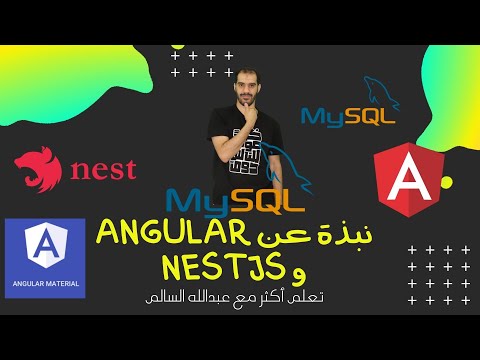 MySQL
nest
MySQL
نبذة عن ANGULAR
و NESTJS
ANGULAR MATERIAL
تعلم أكثر مع عبدالله السالم